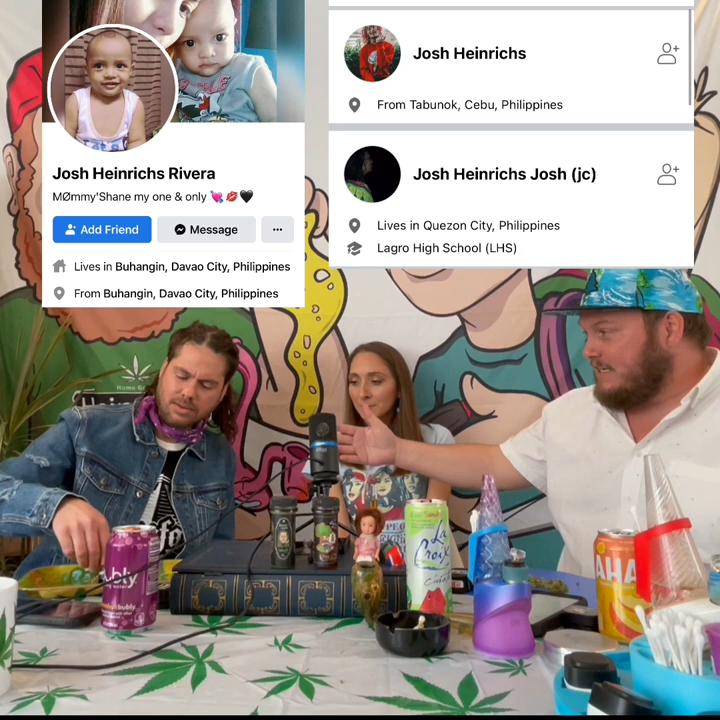 Josh Heinrichs Rivera
MØmmy'Shane my one & only 💘💋🖤
Add Friend
Message
Lives in Buhangin, Davao City, Philippines
From Buhangin, Davao City, Philippines
Josh Heinrichs
From Tabunok, Cebu, Philippines
Josh Heinrichs Josh (jc)
Lives in Quezon City, Philippines
Lagro High School (LHS)
bubly
La
Croix
AHA